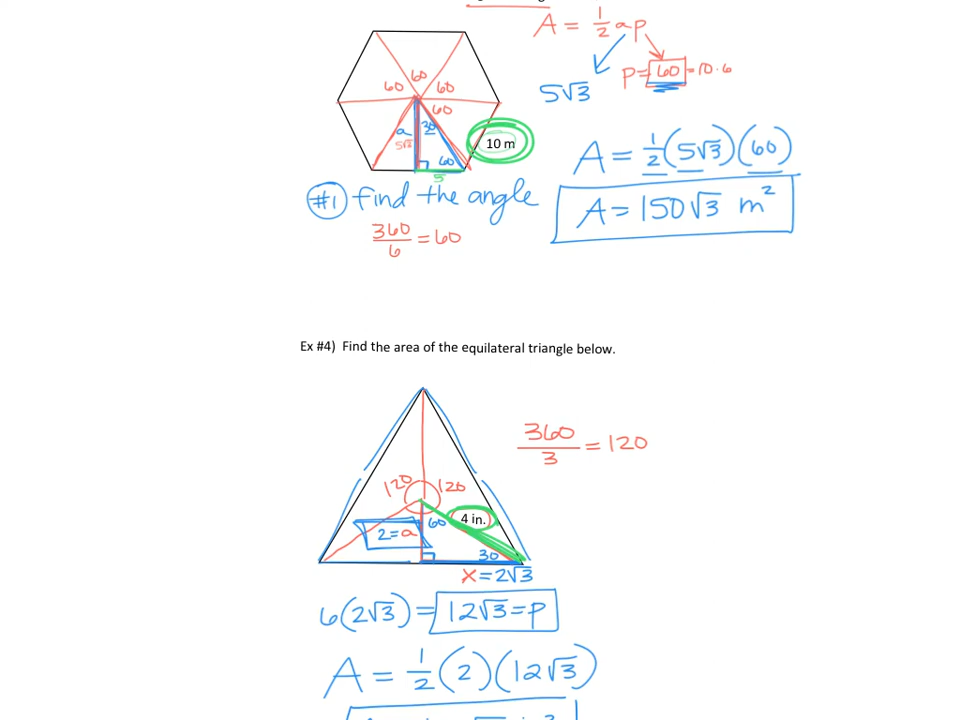 A = 1/2 ap
P = 60 = 10·6
5√3
60
60 60
60
a 30
5√3
60
5
10 m
A = 1/2 (5√3)(60)
A = 150√3 m²
#1 find the angle
360/6 = 60
Ex #4) Find the area of the equilateral triangle below.
360/3 = 120
120 120
4 in.
60
2 = a
30
x = 2√3
6(2√3) = 12√3 = p
A = 1/2 (2)(12√3)